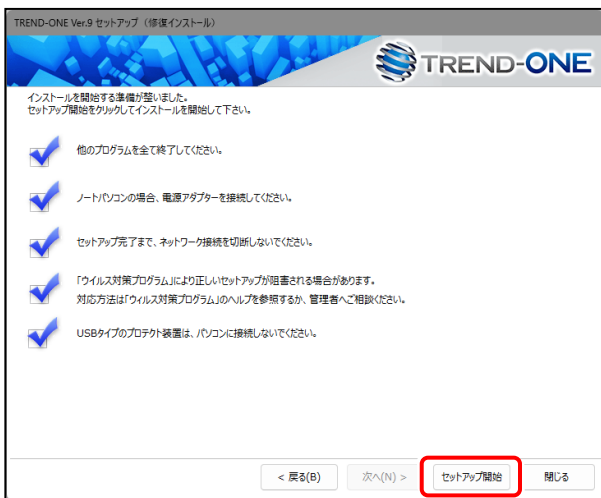 TREND-ONE Ver.9 セットアップ（修復インストール）
TREND-ONE
インストールを開始する準備が整いました。
セットアップ開始をクリックしてインストールを開始して下さい。
他のプログラムを全て終了してください。
ノートパソコンの場合、電源アダプターを接続してください。
セットアップ完了まで、ネットワーク接続を切断しないでください。
「ウイルス対策プログラム」により正しいセットアップが阻害される場合があります。
対応方法は「ウィルス対策プログラム」のヘルプを参照するか、管理者へご相談ください。
USBタイプのプロテクト装置は、パソコンに接続しないでください。
< 戻る(B) 次へ(N) > セットアップ開始 閉じる